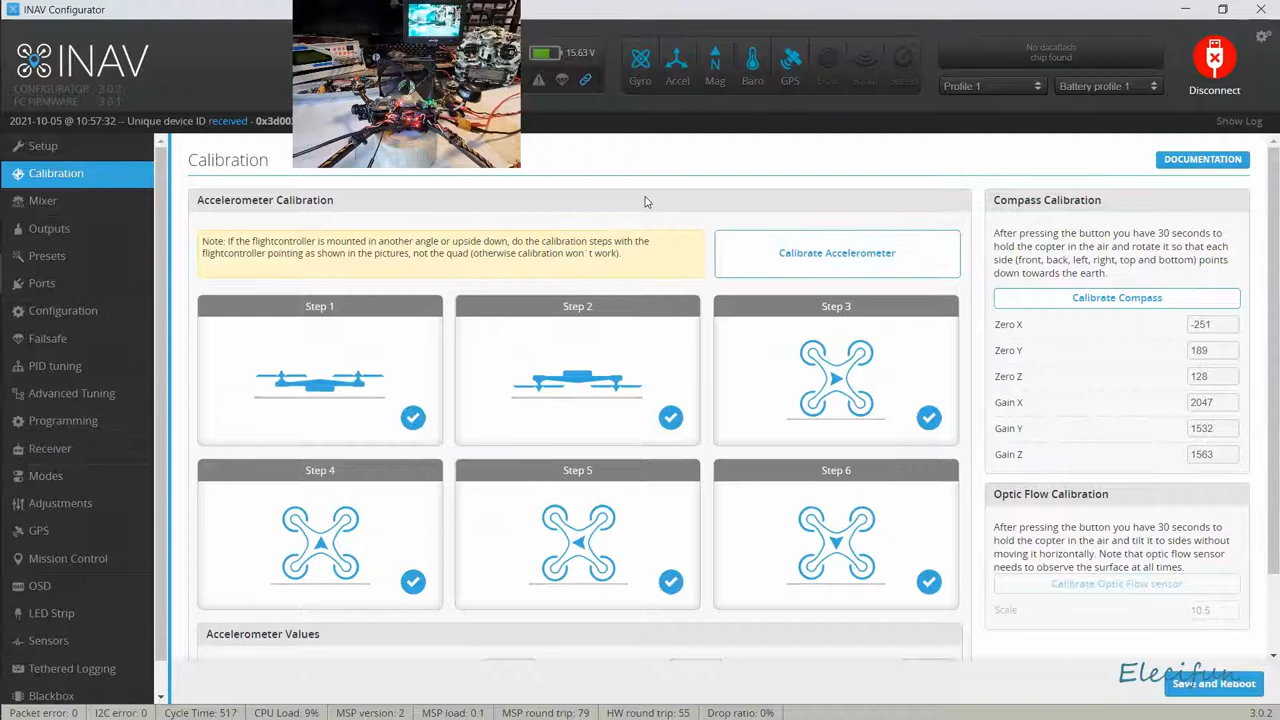 INAV Configurator
INAV
CONFIGURATOR 3.0.2
FC FIRMWARE 3.0.1
15.63 V
Gyro
Accel
Mag
Baro
GPS
No dataflash
chip found
Profile 1
Battery profile 1
Disconnect
2021-10-05 @ 10:57:32 -- Unique device ID received - 0x3d00
Show Log
Setup
Calibration
Mixer
Outputs
Presets
Ports
Configuration
Failsafe
PID tuning
Advanced Tuning
Programming
Receiver
Modes
Adjustments
GPS
Mission Control
OSD
LED Strip
Sensors
Tethered Logging
Blackbox
Calibration
DOCUMENTATION
Accelerometer Calibration
Note: If the flightcontroller is mounted in another angle or upside down, do the calibration steps with the
flightcontroller pointing as shown in the pictures, not the quad (otherwise calibration won`t work).
Calibrate Accelerometer
Step 1
Step 2
Step 3
Step 4
Step 5
Step 6
Accelerometer Values
Compass Calibration
After pressing the button you have 30 seconds to
hold the copter in the air and rotate it so that each
side (front, back, left, right, top and bottom) points
down towards the earth.
Calibrate Compass
Zero X -251
Zero Y 189
Zero Z 128
Gain X 2047
Gain Y 1532
Gain Z 1563
Optic Flow Calibration
After pressing the button you have 30 seconds to
hold the copter in the air and tilt it to sides without
moving it horizontally. Note that optic flow sensor
needs to observe the surface at all times.
Calibrate Optic Flow sensor
Scale 10.5
Elecifun
Save and Reboot
Packet error: 0 I2C error: 0 Cycle Time: 517 CPU Load: 9% MSP version: 2 MSP load: 0.1 MSP round trip: 79 HW round trip: 55 Drop ratio: 0% 3.0.2